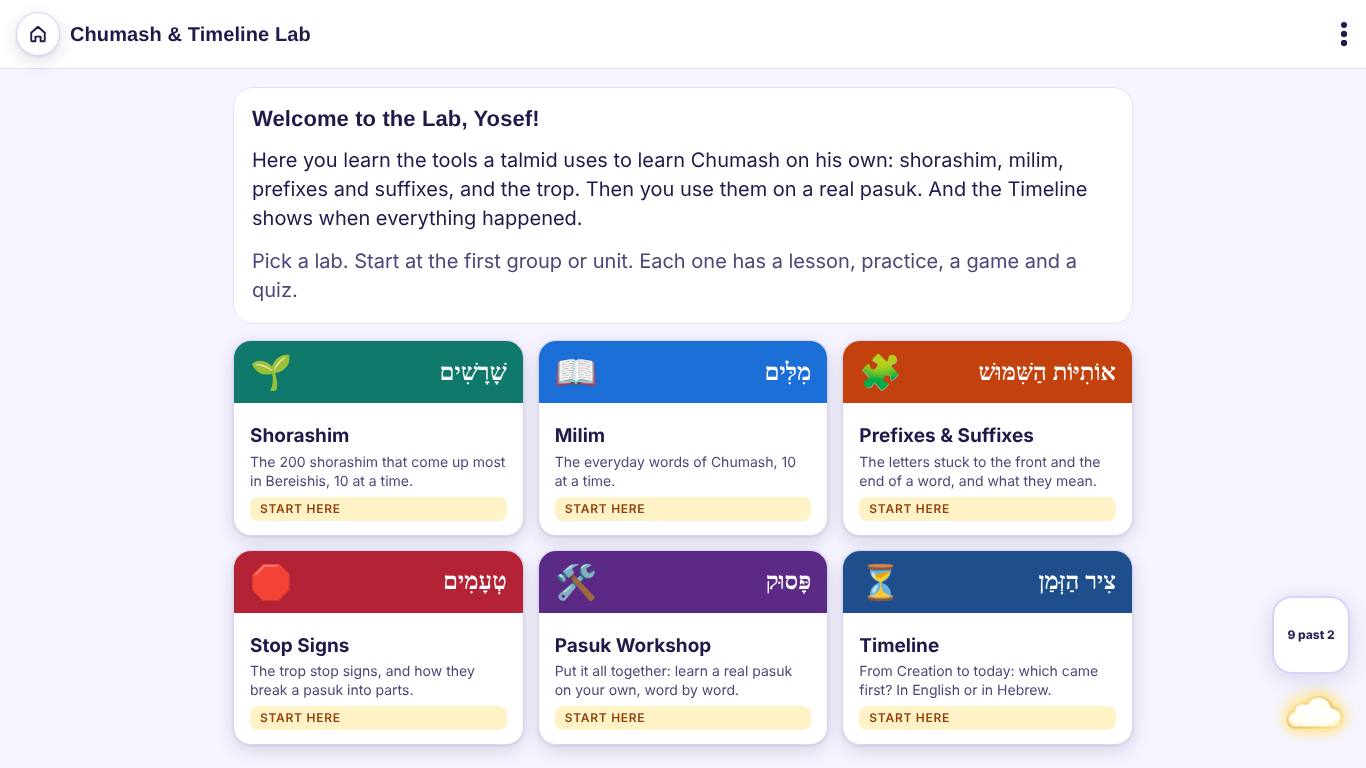 Chumash & Timeline Lab
Welcome to the Lab, Yosef!
Here you learn the tools a talmid uses to learn Chumash on his own: shorashim, milim,
prefixes and suffixes, and the trop. Then you use them on a real pasuk. And the Timeline
shows when everything happened.
Pick a lab. Start at the first group or unit. Each one has a lesson, practice, a game and a
quiz.
שָׁרָשִׁים
Shorashim
The 200 shorashim that come up most
in Bereishis, 10 at a time.
START HERE
מִלִּים
Milim
The everyday words of Chumash, 10
at a time.
START HERE
אוֹתִיּוֹת הַשִּׁמּוּשׁ
Prefixes & Suffixes
The letters stuck to the front and the
end of a word, and what they mean.
START HERE
טְעָמִים
Stop Signs
The trop stop signs, and how they
break a pasuk into parts.
START HERE
פָּסוּק
Pasuk Workshop
Put it all together: learn a real pasuk
on your own, word by word.
START HERE
צִיר הַזְּמַן
Timeline
From Creation to today: which came
first? In English or in Hebrew.
START HERE
9 past 2